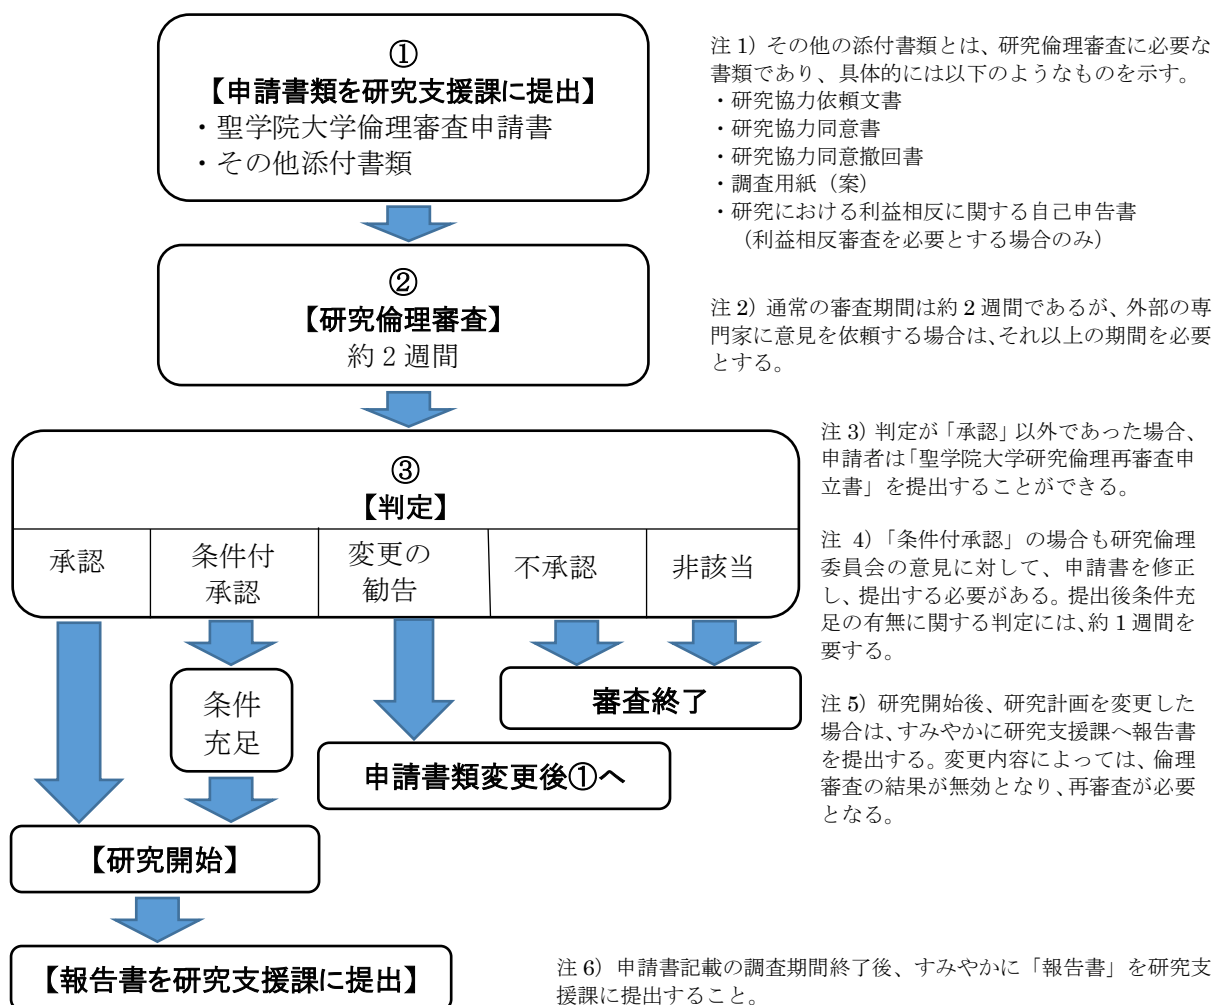 ①
【申請書類を研究支援課に提出】
・聖学院大学倫理審査申請書
・その他添付書類
注 1）その他の添付書類とは、研究倫理審査に必要な
書類であり、具体的には以下のようなものを示す。
・研究協力依頼文書
・研究協力同意書
・研究協力同意撤回書
・調査用紙（案）
・研究における利益相反に関する自己申告書
（利益相反審査を必要とする場合のみ）
②
【研究倫理審査】
約 2 週間
注 2）通常の審査期間は約 2 週間であるが、外部の専
門家に意見を依頼する場合は、それ以上の期間を必要
とする。
③
【判定】
承認
条件付
承認
変更の
勧告
不承認
非該当
注 3）判定が「承認」以外であった場合、
申請者は「聖学院大学研究倫理再審査申
立書」を提出することができる。
注 4）「条件付承認」の場合も研究倫理
委員会の意見に対して、申請書を修正
し、提出する必要がある。提出後条件充
足の有無に関する判定には、約 1 週間を
要する。
条件
充足
審査終了
申請書類変更後①へ
注 5）研究開始後、研究計画を変更した
場合は、すみやかに研究支援課へ報告書
を提出する。変更内容によっては、倫理
審査の結果が無効となり、再審査が必要
となる。
【研究開始】
【報告書を研究支援課に提出】
注 6）申請書記載の調査期間終了後、すみやかに「報告書」を研究支
援課に提出すること。